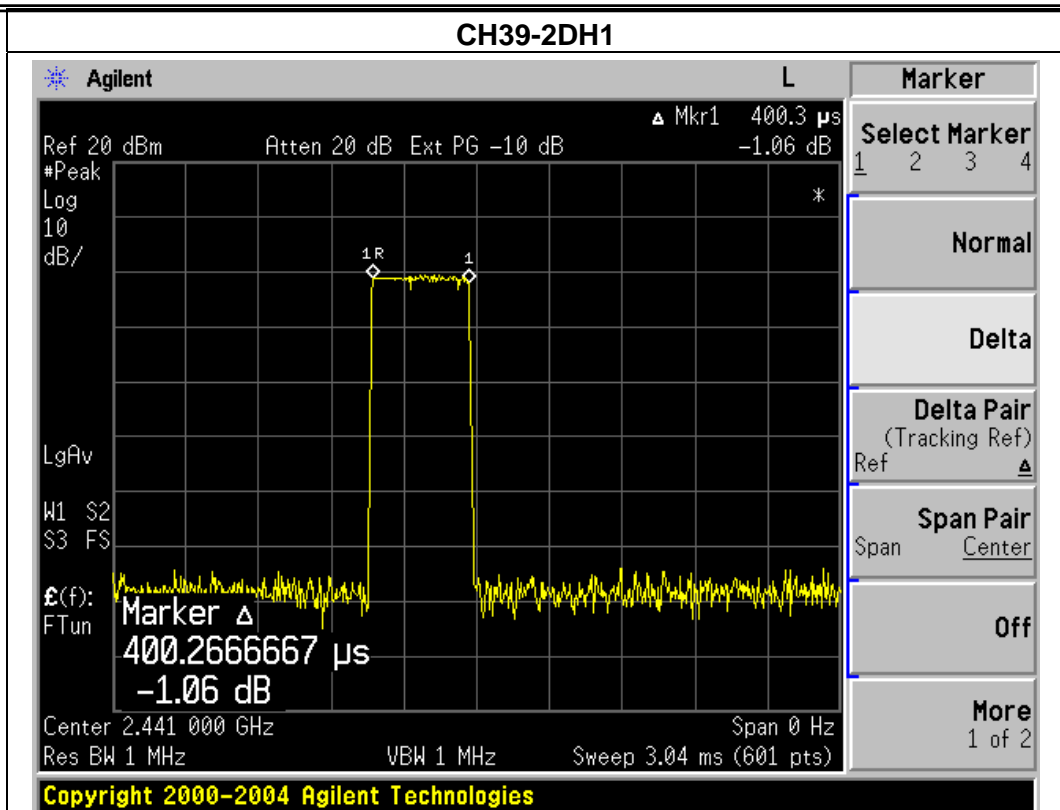 CH39-2DH1
Agilent L Marker
Δ Mkr1 400.3 µs
Ref 20 dBm Atten 20 dB Ext PG -10 dB -1.06 dB
#Peak
Log
10
dB/
*
1R 1
LgAv
W1 S2
S3 FS
£(f):
FTun
Marker Δ
400.2666667 µs
-1.06 dB
Center 2.441 000 GHz Span 0 Hz
Res BW 1 MHz VBW 1 MHz Sweep 3.04 ms (601 pts)
Select Marker
1 2 3 4
Normal
Delta
Delta Pair
(Tracking Ref)
Ref Δ
Span Pair
Span Center
Off
More
1 of 2
Copyright 2000-2004 Agilent Technologies